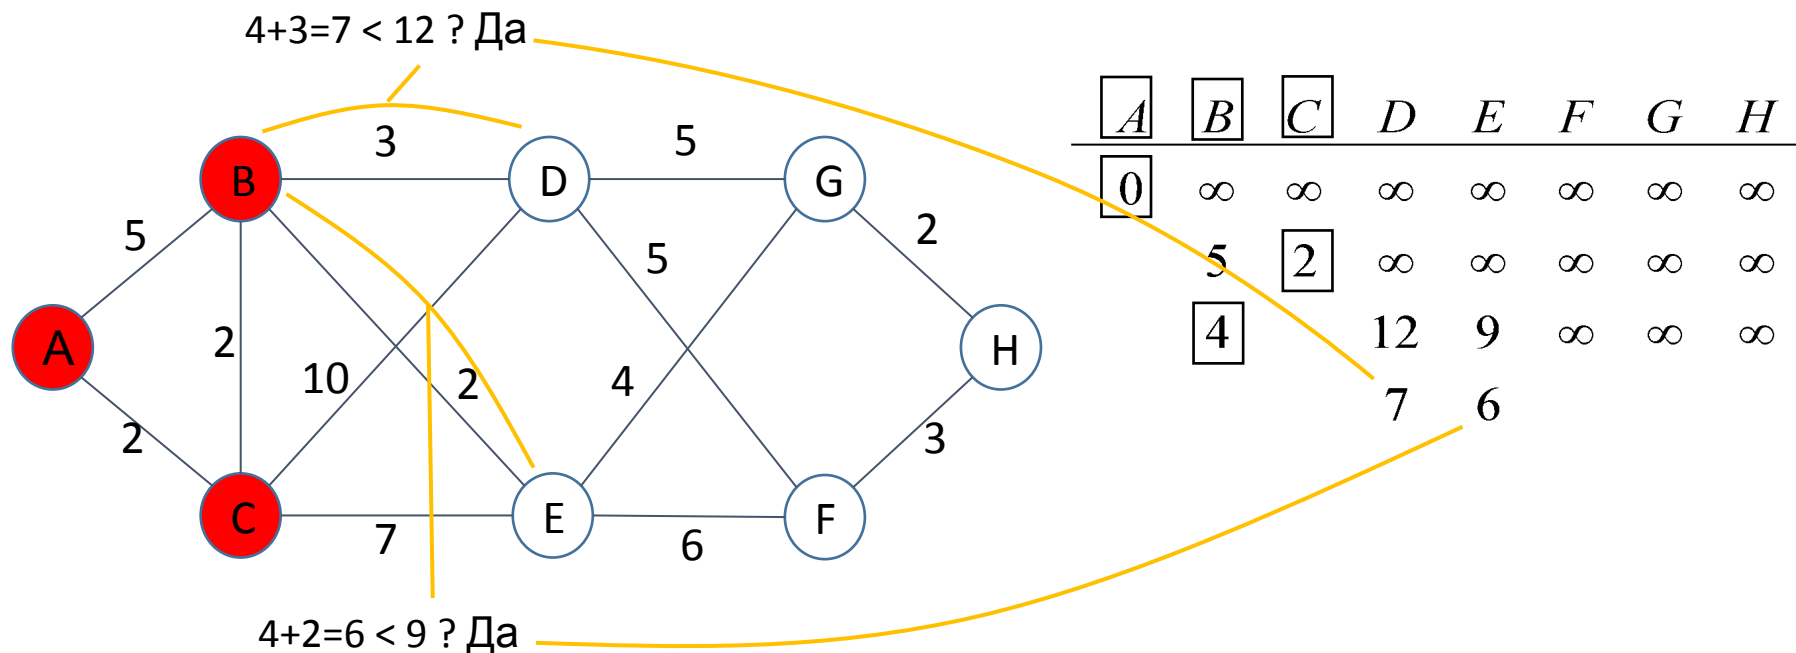 4+3=7 < 12 ? Да
A B C D E F G H
0 ∞ ∞ ∞ ∞ ∞ ∞ ∞
5 2 ∞ ∞ ∞ ∞ ∞
4 12 9 ∞ ∞ ∞
7 6
3 5
B D G
5 5 2
2 10 2 4
A H
2 3
C E F
7 6
4+2=6 < 9 ? Да